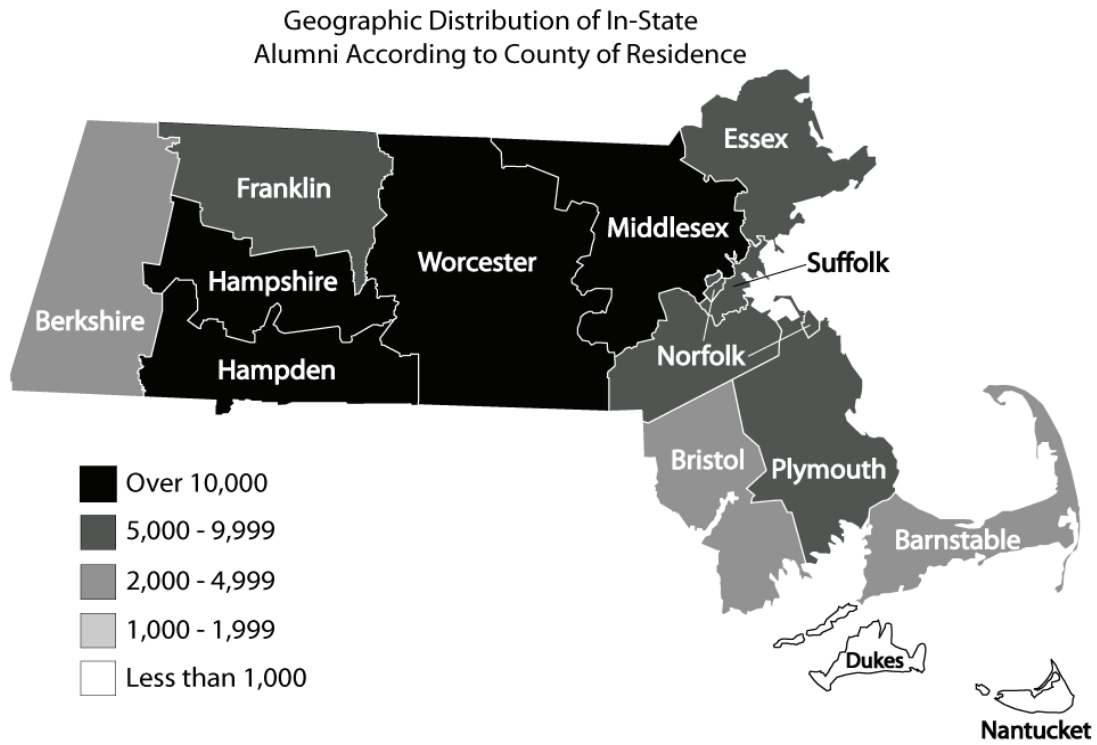 Geographic Distribution of In-State
Alumni According to County of Residence
Essex
Franklin
Middlesex
Worcester
Suffolk
Hampshire
Berkshire
Norfolk
Hampden
Bristol
Plymouth
Over 10,000
5,000 - 9,999
Barnstable
2,000 - 4,999
1,000 - 1,999
Dukes
Less than 1,000
Nantucket